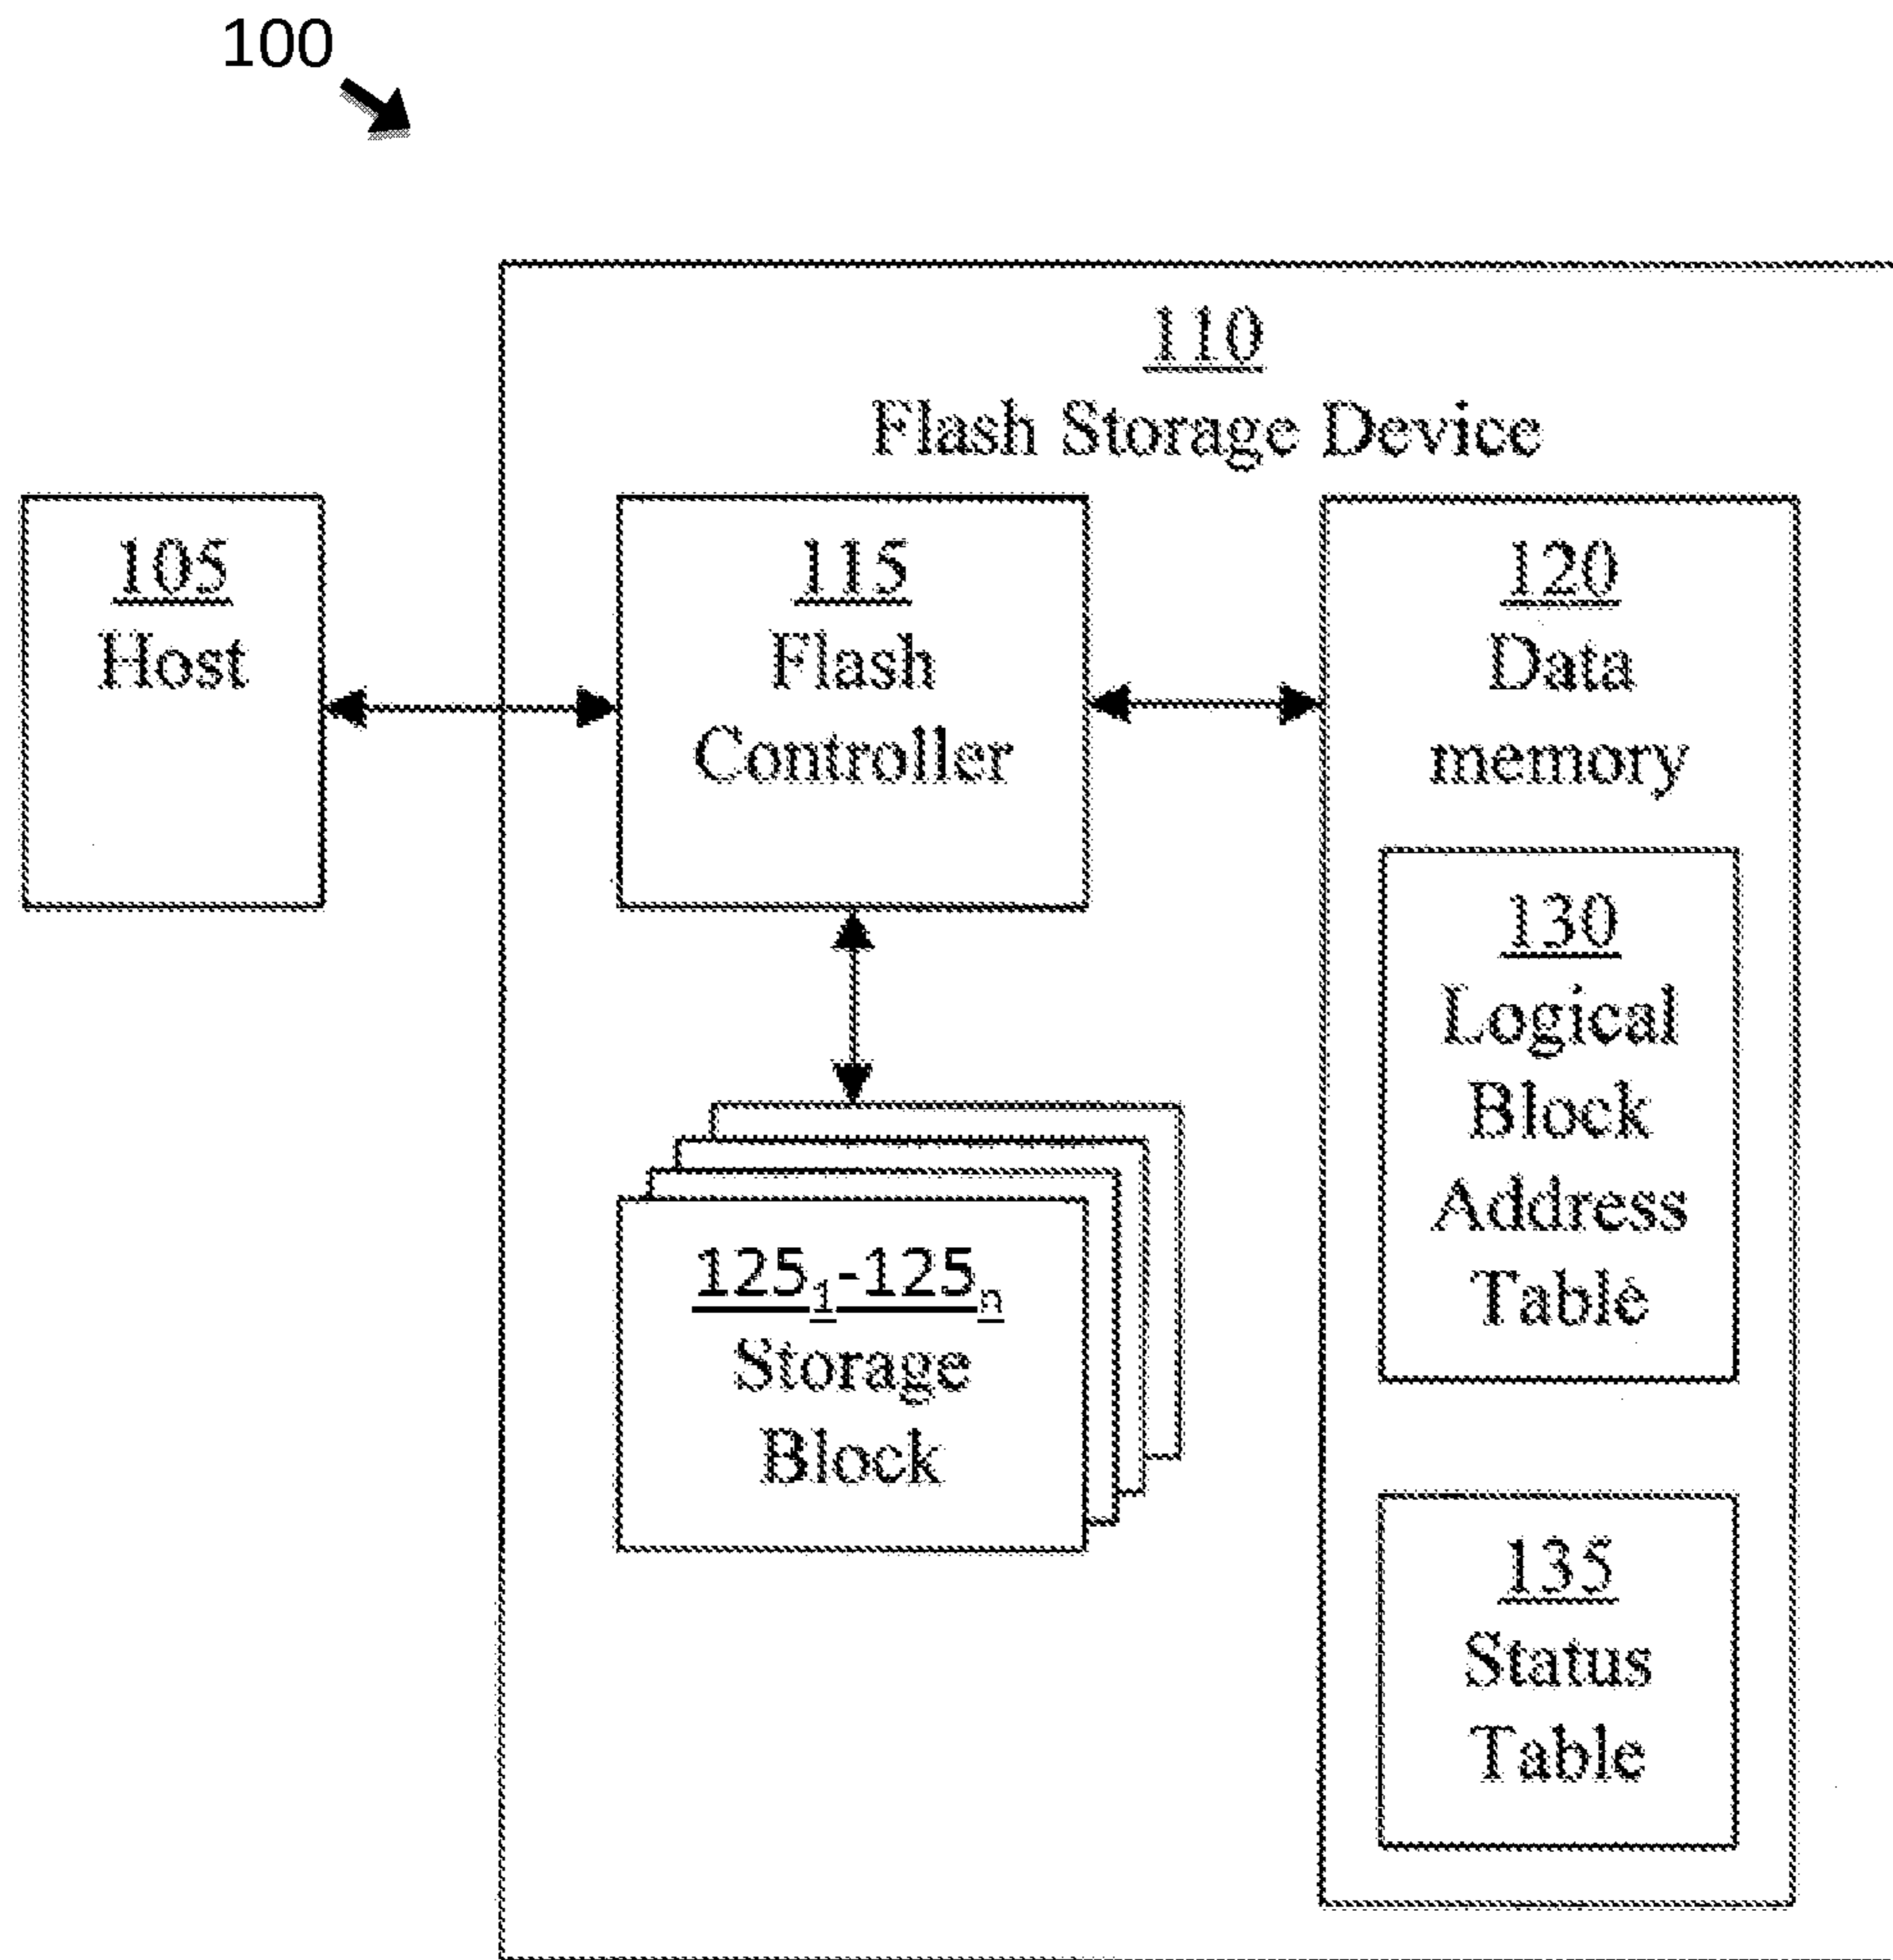 100
110
Flash Storage Device
105
Host
115
Flash
Controller
120
Data
memory
130
Logical
Block
Address
Table
125₁-125ₙ
Storage
Block
135
Status
Table